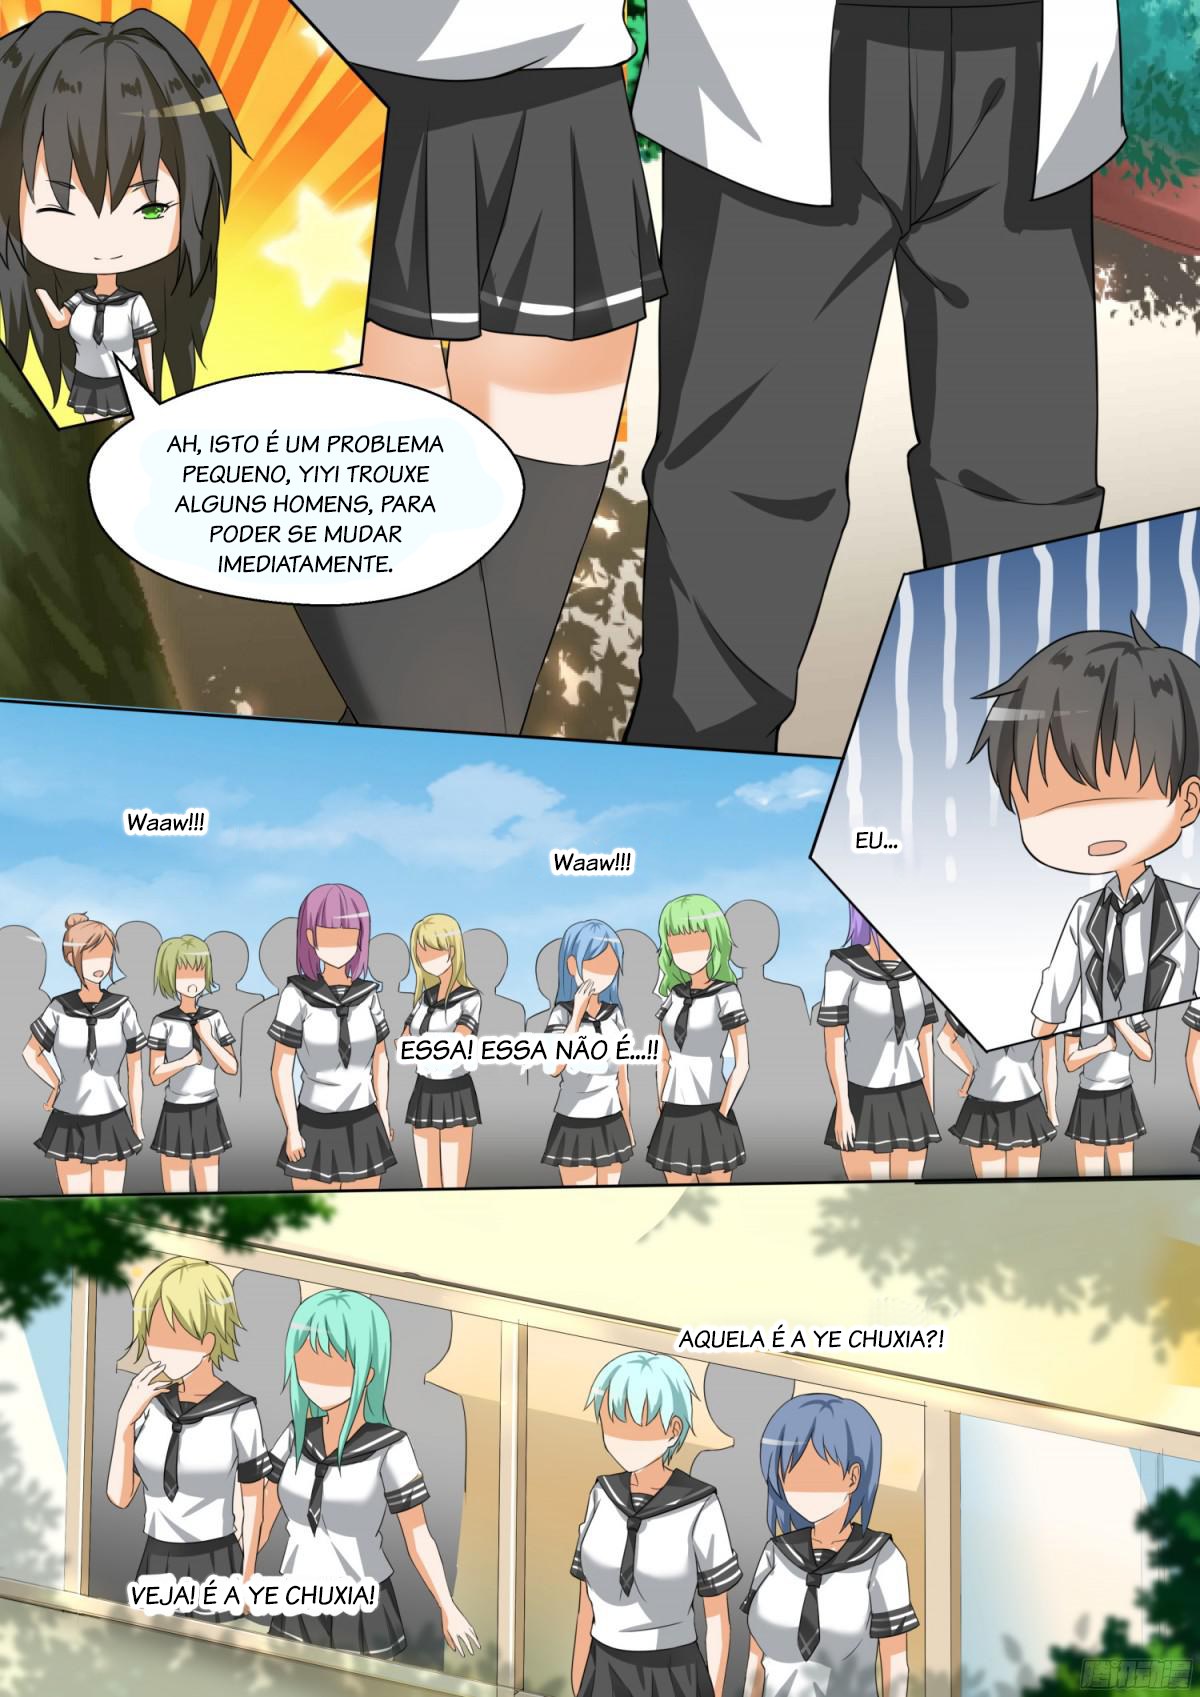 AH, ISTO É UM PROBLEMA
PEQUENO, YIYI TROUXE
ALGUNS HOMENS, PARA
PODER SE MUDAR
IMEDIATAMENTE.
EU...
Waaw!!!
Waaw!!!
ESSA! ESSA NÃO É...!!
AQUELA É A YE CHUXIA?!
VEJA! É A YE CHUXIA!